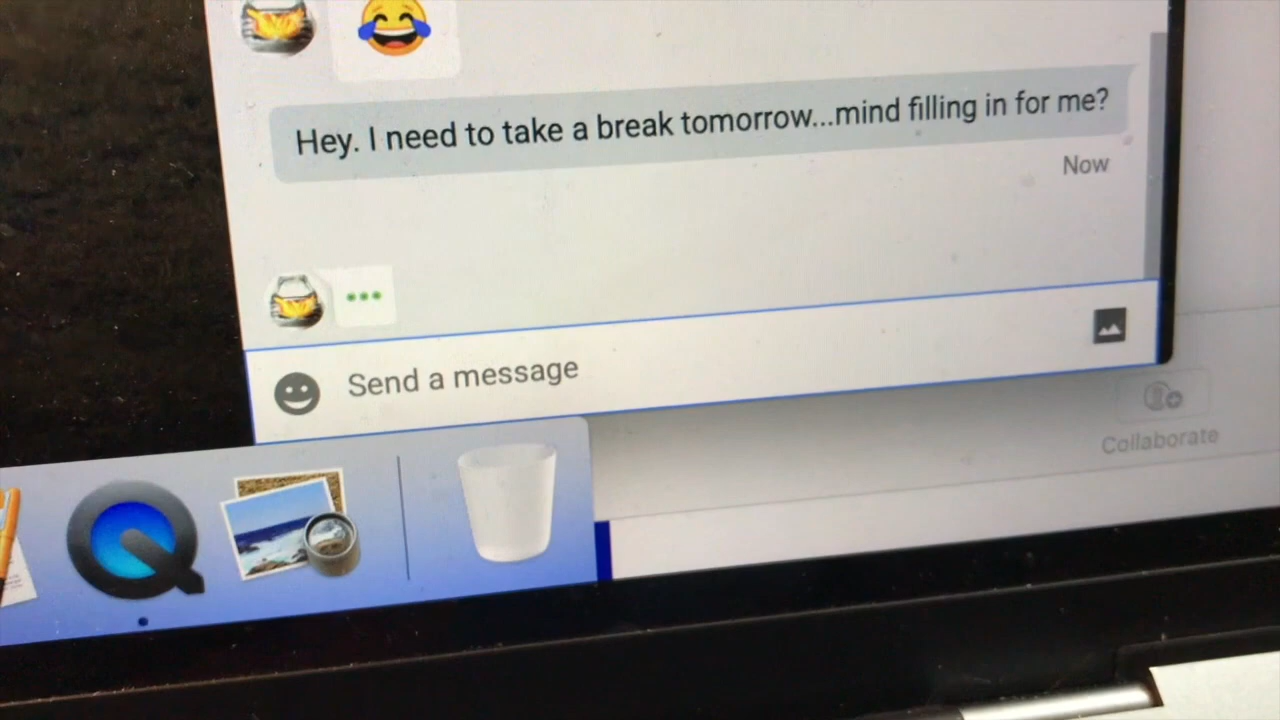 Hey. I need to take a break tomorrow...mind filling in for me?
Now
Send a message
Collaborate